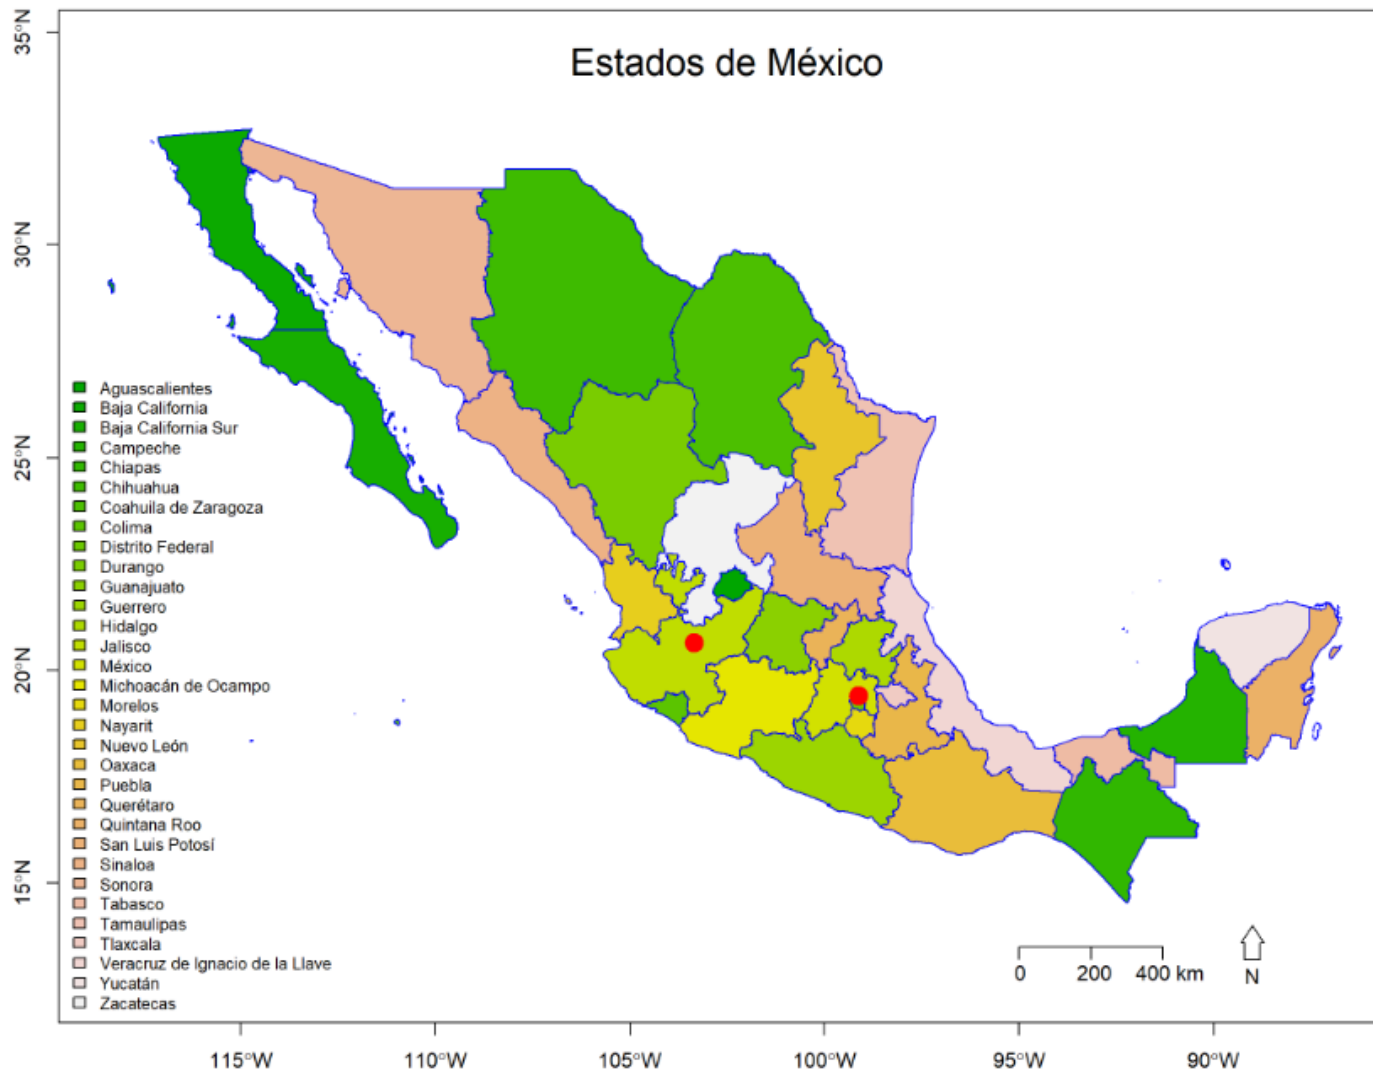 Estados de México
35°N
30°N
25°N
20°N
15°N
Aguascalientes
Baja California
Baja California Sur
Campeche
Chiapas
Chihuahua
Coahuila de Zaragoza
Colima
Distrito Federal
Durango
Guanajuato
Guerrero
Hidalgo
Jalisco
México
Michoacán de Ocampo
Morelos
Nayarit
Nuevo León
Oaxaca
Puebla
Querétaro
Quintana Roo
San Luis Potosí
Sinaloa
Sonora
Tabasco
Tamaulipas
Tlaxcala
Veracruz de Ignacio de la Llave
Yucatán
Zacatecas
0 200 400 km
N
115°W 110°W 105°W 100°W 95°W 90°W